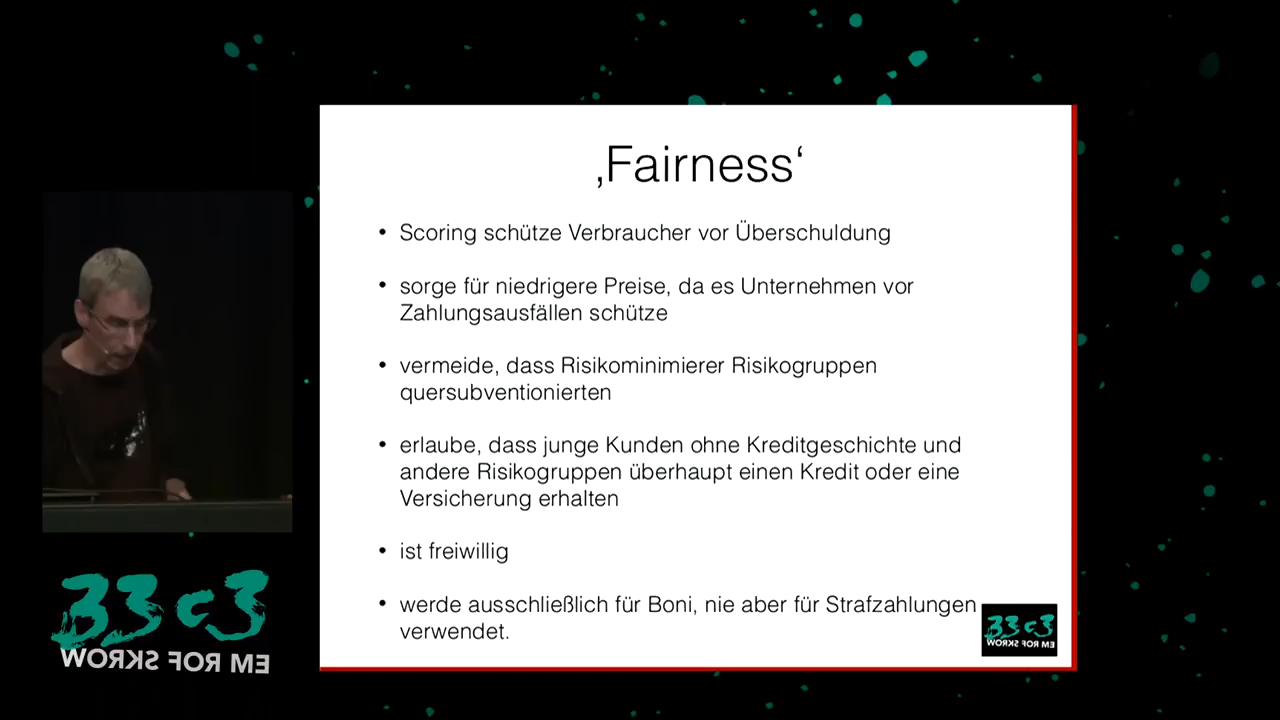 ‚Fairness‘
• Scoring schütze Verbraucher vor Überschuldung
• sorge für niedrigere Preise, da es Unternehmen vor
Zahlungsausfällen schütze
• vermeide, dass Risikominimierer Risikogruppen
quersubventionierten
• erlaube, dass junge Kunden ohne Kreditgeschichte und
andere Risikogruppen überhaupt einen Kredit oder eine
Versicherung erhalten
• ist freiwillig
• werde ausschließlich für Boni, nie aber für Strafzahlungen
verwendet.
33c3
WORKS FOR ME
33c3
WORKS FOR ME